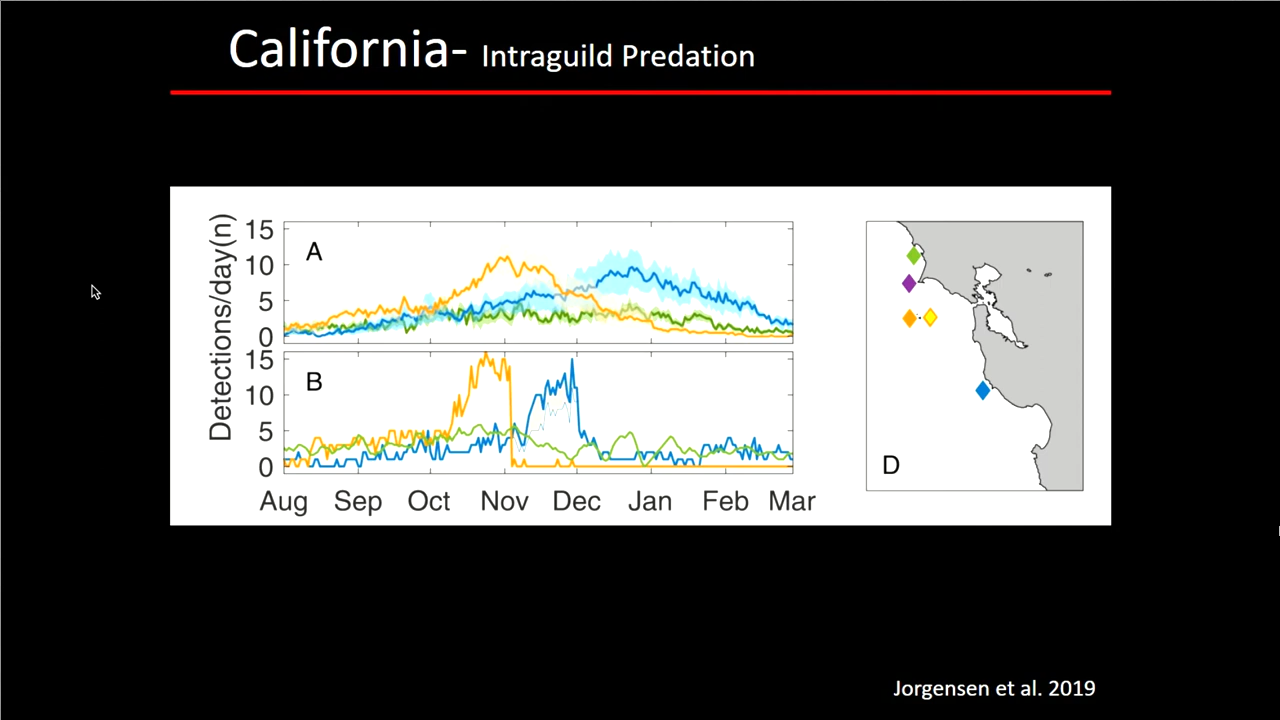 California- Intraguild Predation
Detections/day(n)
15
10
5
0
A
15
10
5
0
B
Aug Sep Oct Nov Dec Jan Feb Mar
D
Jorgensen et al. 2019